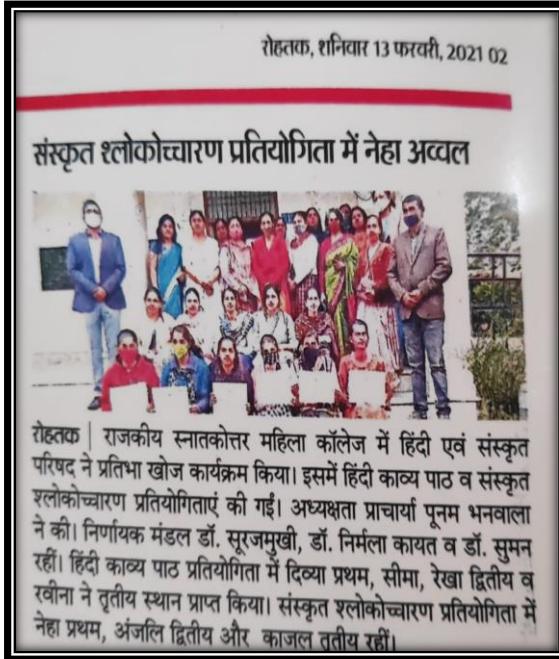 रोहतक, शनिवार 13 फरवरी, 2021 02
संस्कृत श्लोकोच्चारण प्रतियोगिता में नेहा अव्वल
रोहतक | राजकीय स्नातकोत्तर महिला कॉलेज में हिंदी एवं संस्कृत
परिषद ने प्रतिभा खोज कार्यक्रम किया। इसमें हिंदी काव्य पाठ व संस्कृत
श्लोकोच्चारण प्रतियोगिताएं की गईं। अध्यक्षता प्राचार्या पूनम भनवाला
ने की। निर्णायक मंडल डॉ. सूरजमुखी, डॉ. निर्मला कायत व डॉ. सुमन
रहीं। हिंदी काव्य पाठ प्रतियोगिता में दिव्या प्रथम, सीमा, रेखा द्वितीय व
रवीना ने तृतीय स्थान प्राप्त किया। संस्कृत श्लोकोच्चारण प्रतियोगिता में
नेहा प्रथम, अंजलि द्वितीय और काजल तृतीय रहीं।